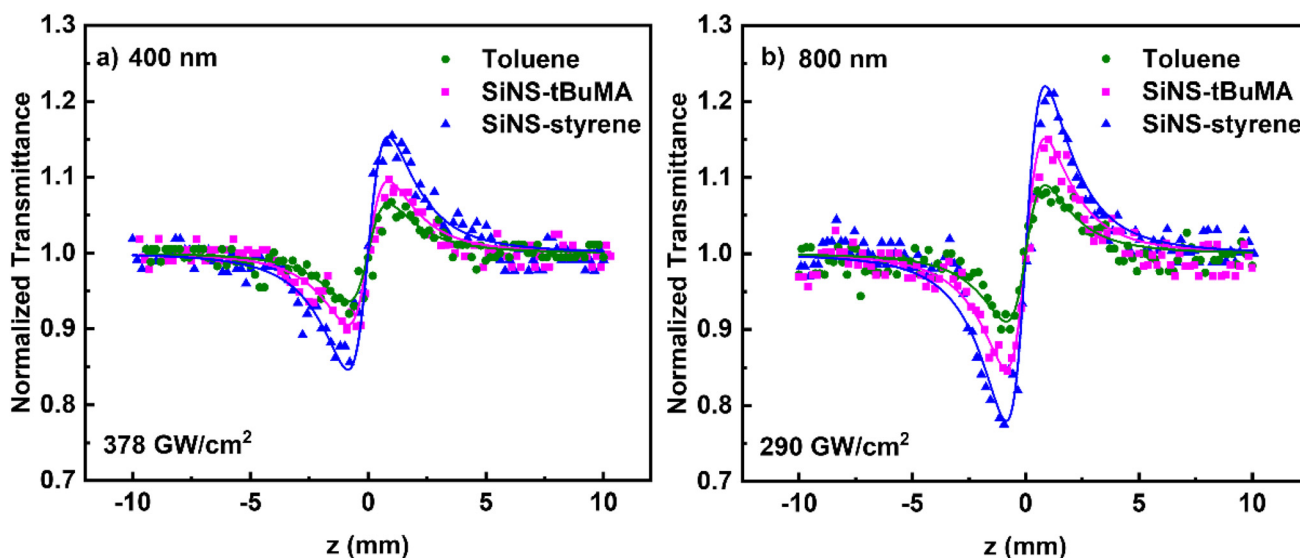 a) 400 nm
Toluene
SiNS-tBuMA
SiNS-styrene
Normalized Transmittance
1.3
1.2
1.1
1.0
0.9
0.8
0.7
378 GW/cm²
-10
-5
0
5
10
z (mm)
b) 800 nm
Toluene
SiNS-tBuMA
SiNS-styrene
Normalized Transmittance
1.3
1.2
1.1
1.0
0.9
0.8
0.7
290 GW/cm²
-10
-5
0
5
10
z (mm)